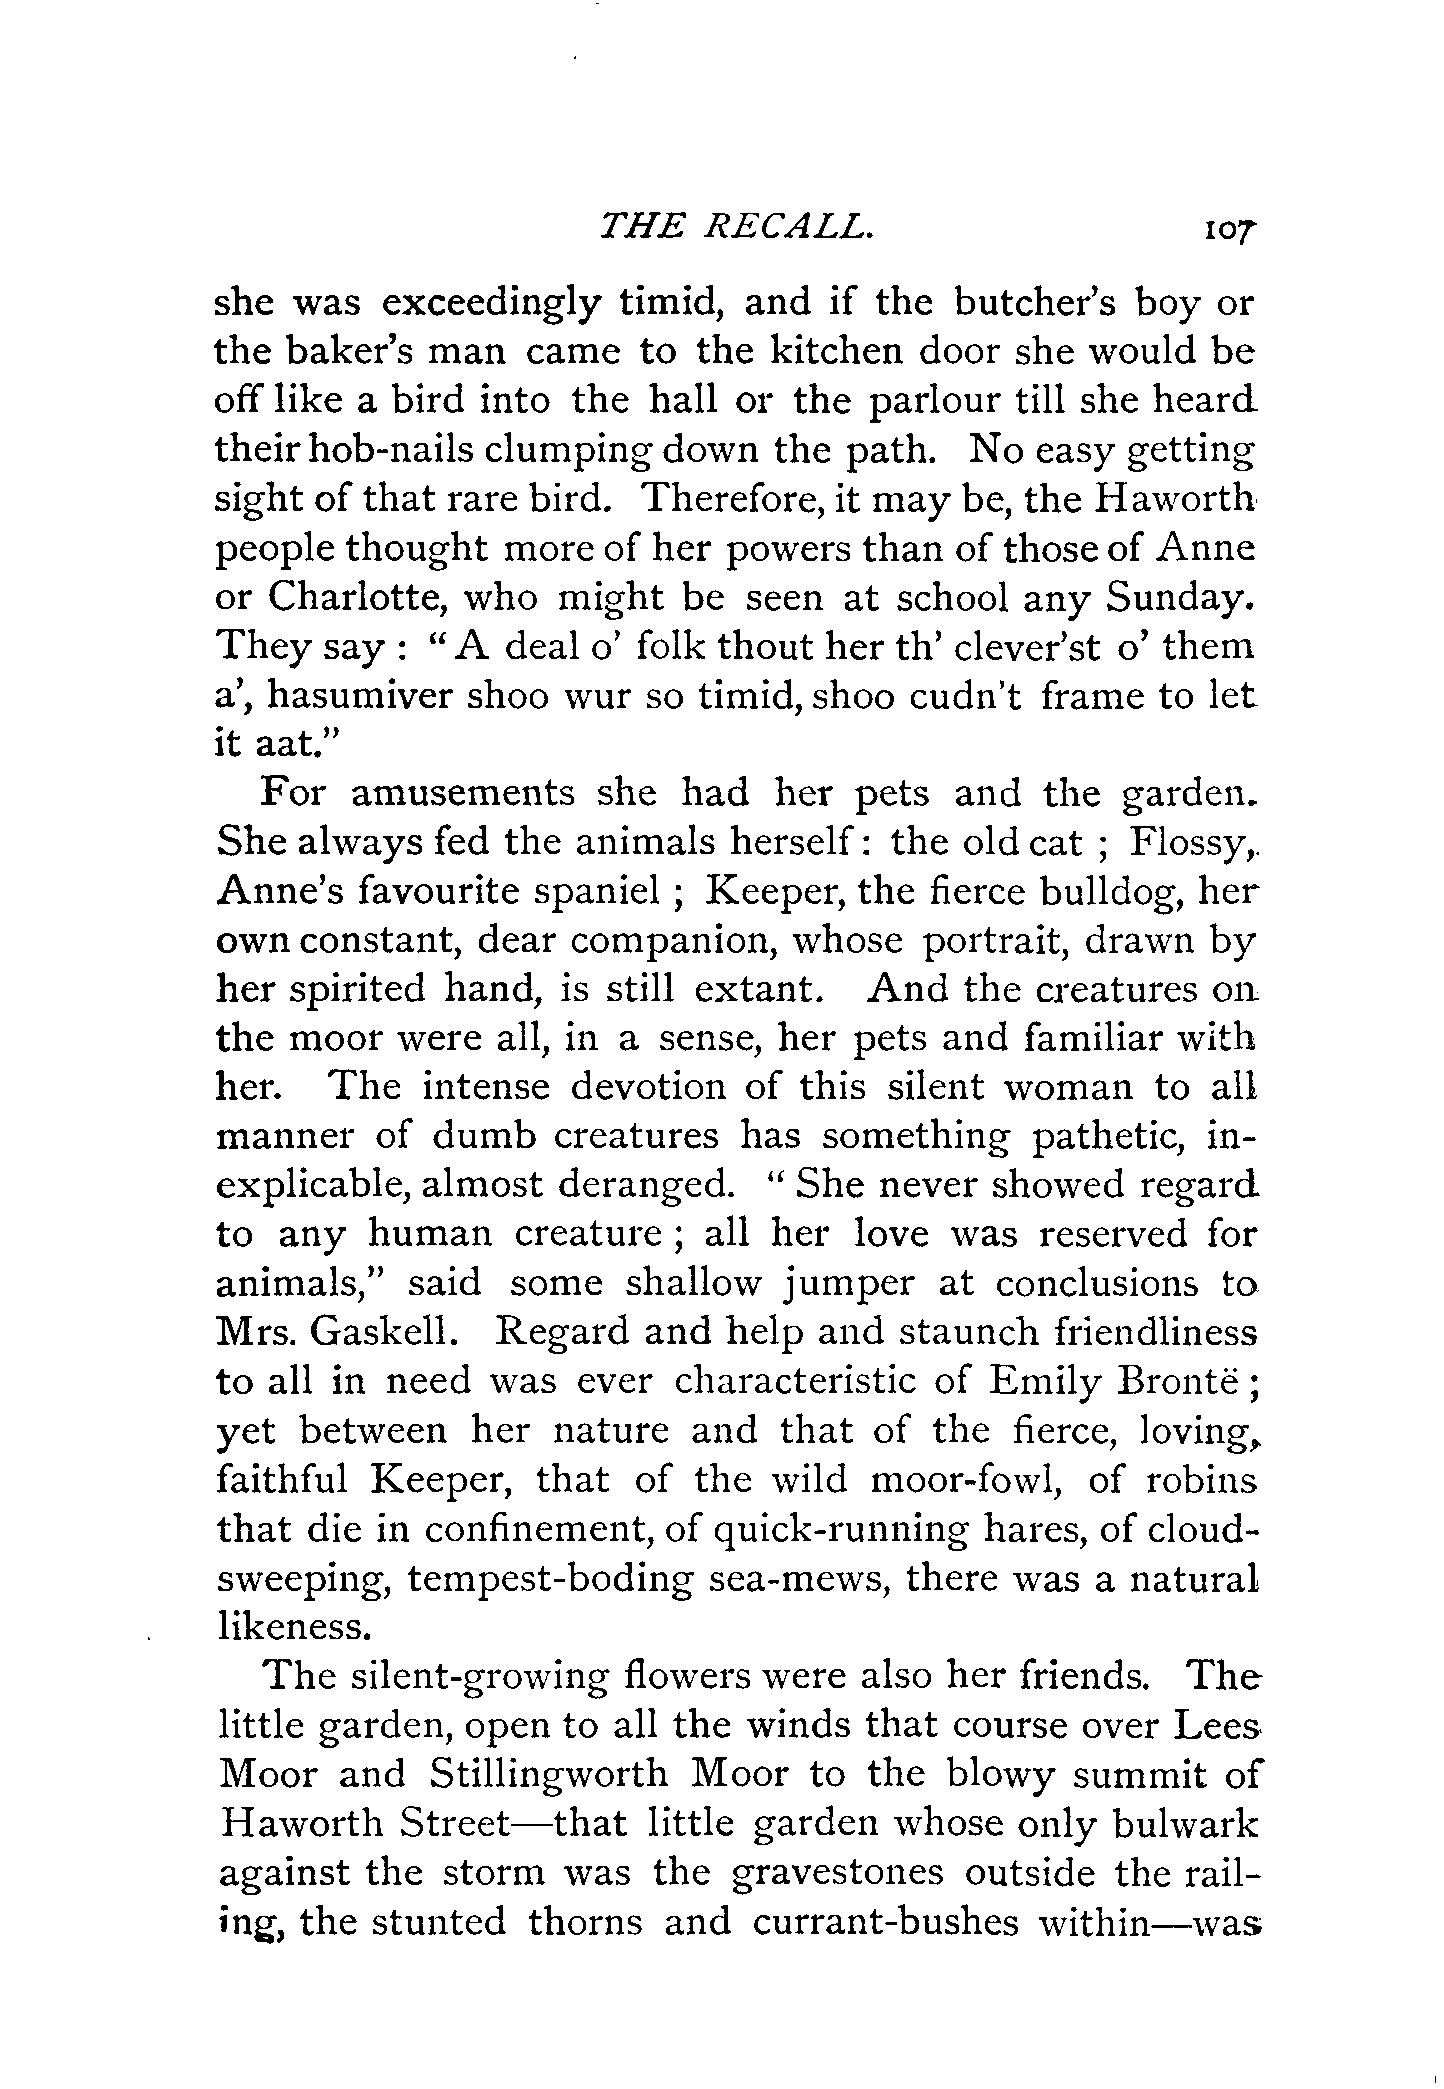 THE RECALL. 107
she was exceedingly timid, and if the butcher's boy or
the baker's man came to the kitchen door she would be
off like a bird into the hall or the parlour till she heard
their hob-nails clumping down the path. No easy getting
sight of that rare bird. Therefore, it may be, the Haworth
people thought more of her powers than of those of Anne
or Charlotte, who might be seen at school any Sunday.
They say : “ A deal o' folk thout her th' clever'st o' them
a', hasumiver shoo wur so timid, shoo cudn't frame to let
it aat.”
For amusements she had her pets and the garden.
She always fed the animals herself : the old cat ; Flossy,
Anne's favourite spaniel ; Keeper, the fierce bulldog, her
own constant, dear companion, whose portrait, drawn by
her spirited hand, is still extant. And the creatures on
the moor were all, in a sense, her pets and familiar with
her. The intense devotion of this silent woman to all
manner of dumb creatures has something pathetic, in-
explicable, almost deranged. “ She never showed regard
to any human creature ; all her love was reserved for
animals,” said some shallow jumper at conclusions to
Mrs. Gaskell. Regard and help and staunch friendliness
to all in need was ever characteristic of Emily Brontë ;
yet between her nature and that of the fierce, loving,
faithful Keeper, that of the wild moor-fowl, of robins
that die in confinement, of quick-running hares, of cloud-
sweeping, tempest-boding sea-mews, there was a natural
likeness.
The silent-growing flowers were also her friends. The
little garden, open to all the winds that course over Lees
Moor and Stillingworth Moor to the blowy summit of
Haworth Street—that little garden whose only bulwark
against the storm was the gravestones outside the rail-
ing, the stunted thorns and currant-bushes within—was